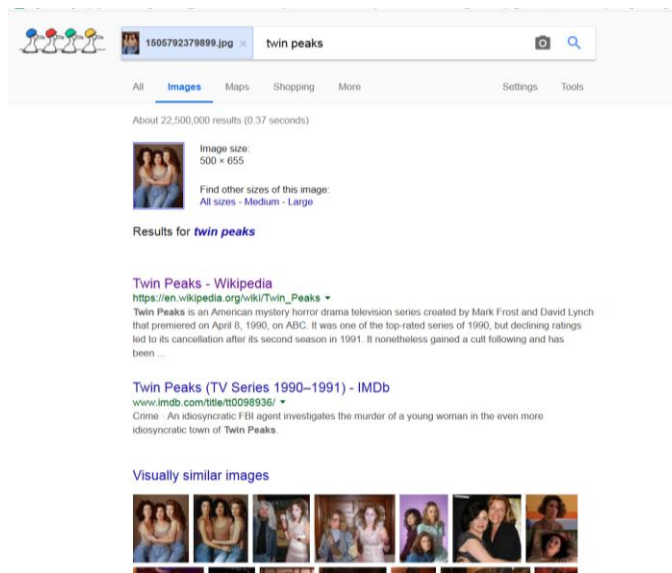 1505792379899.jpg × twin peaks
All Images Maps Shopping More Settings Tools
About 22,500,000 results (0.37 seconds)
Image size:
500 × 655
Find other sizes of this image:
All sizes - Medium - Large
Results for twin peaks
Twin Peaks - Wikipedia
https://en.wikipedia.org/wiki/Twin_Peaks
Twin Peaks is an American mystery horror drama television series created by Mark Frost and David Lynch
that premiered on April 8, 1990, on ABC. It was one of the top-rated series of 1990, but declining ratings
led to its cancellation after its second season in 1991. It nonetheless gained a cult following and has
been ...
Twin Peaks (TV Series 1990–1991) - IMDb
www.imdb.com/title/tt0098936/
Crime · An idiosyncratic FBI agent investigates the murder of a young woman in the even more
idiosyncratic town of Twin Peaks.
Visually similar images